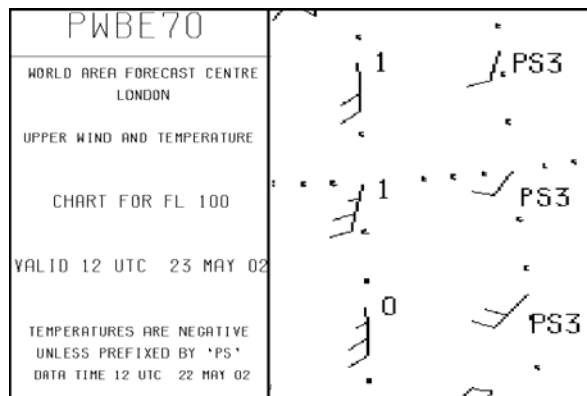 PWBE70
WORLD AREA FORECAST CENTRE
LONDON
UPPER WIND AND TEMPERATURE
CHART FOR FL 100
VALID 12 UTC 23 MAY 02
TEMPERATURES ARE NEGATIVE
UNLESS PREFIXED BY 'PS'
DATA TIME 12 UTC 22 MAY 02
1 PS3
1 PS3
0 PS3